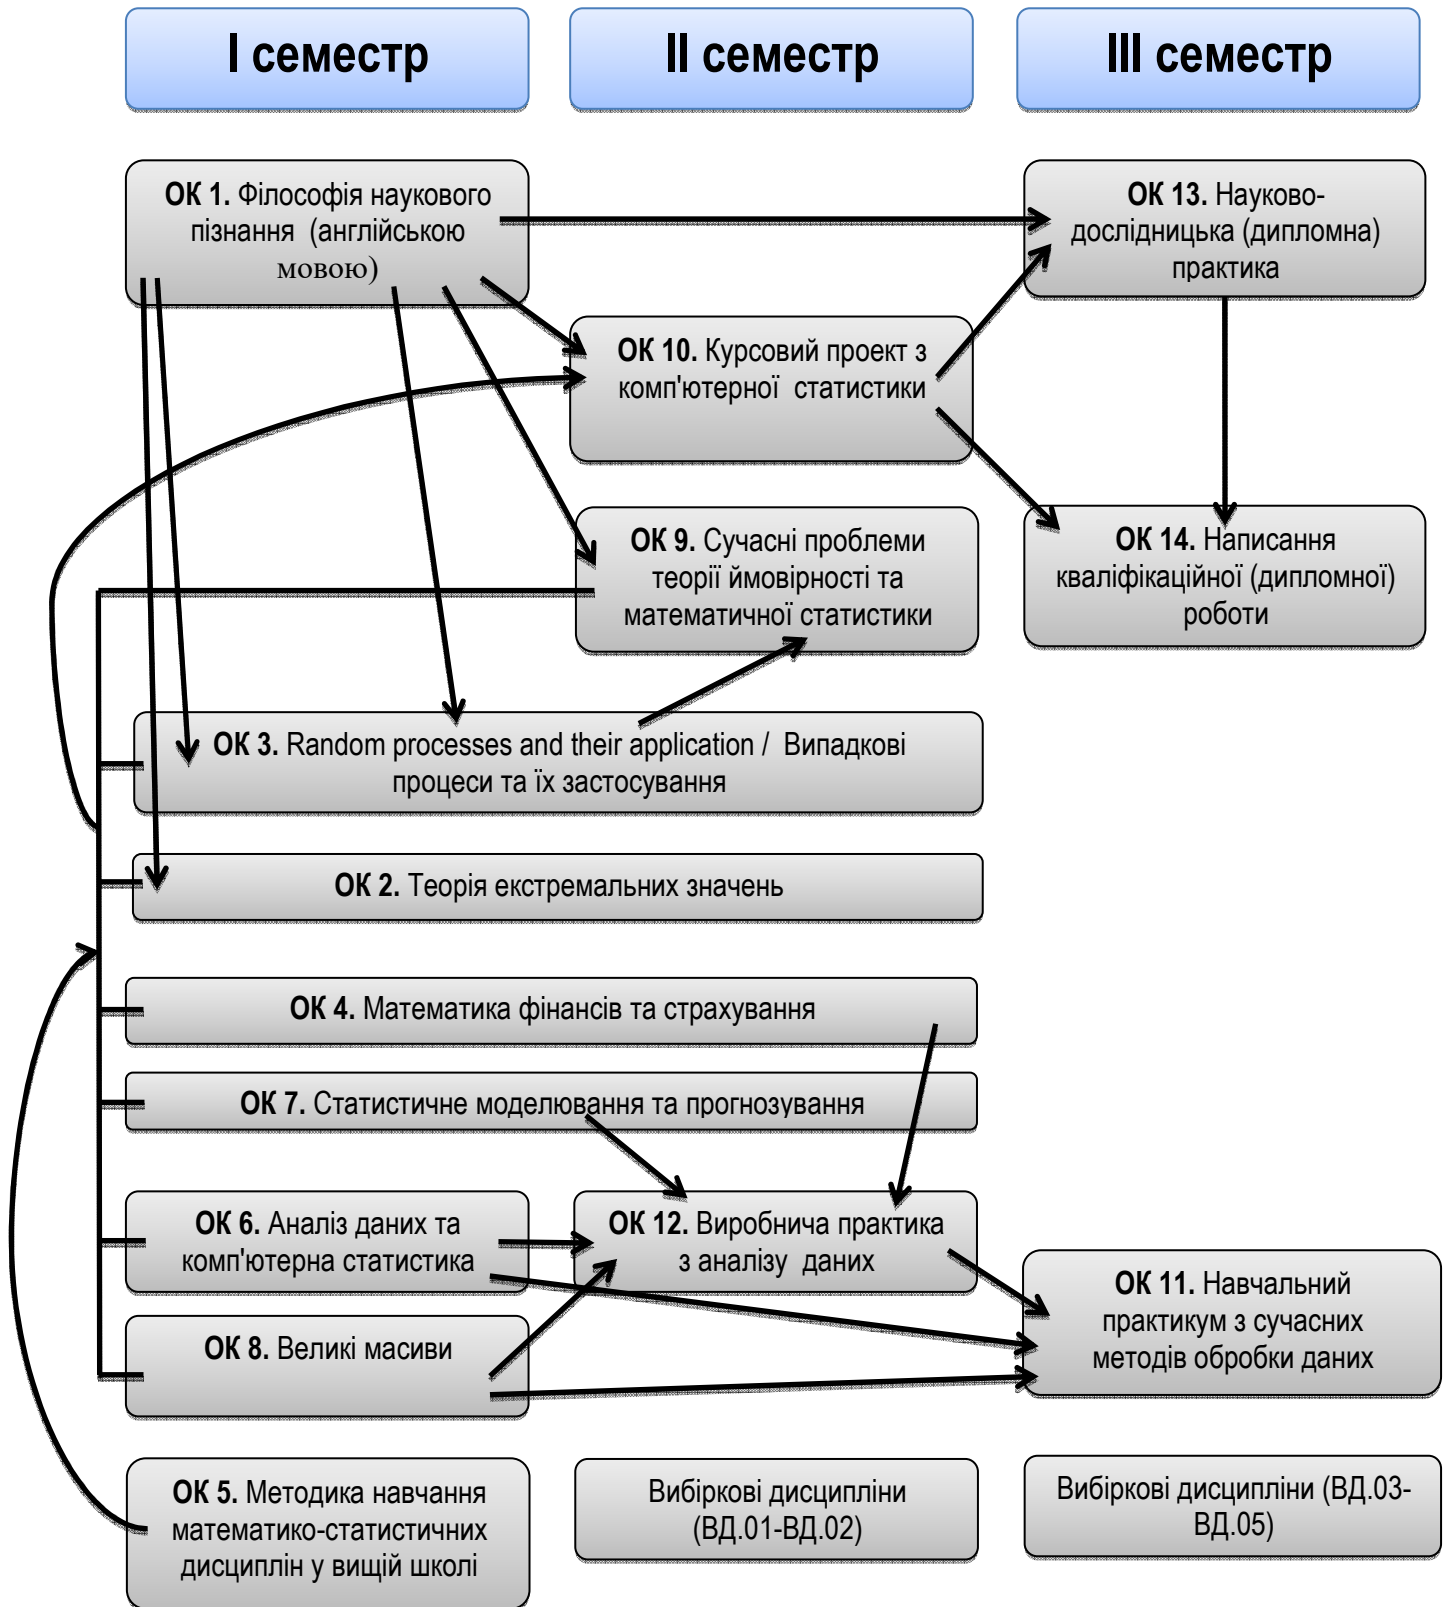 І семестр
ІІ семестр
ІІІ семестр
ОК 1. Філософія наукового
пізнання (англійською
мовою)
ОК 13. Науково-
дослідницька (дипломна)
практика
ОК 10. Курсовий проект з
комп'ютерної статистики
ОК 9. Сучасні проблеми
теорії ймовірності та
математичної статистики
ОК 14. Написання
кваліфікаційної (дипломної)
роботи
ОК 3. Random processes and their application / Випадкові
процеси та їх застосування
ОК 2. Теорія екстремальних значень
ОК 4. Математика фінансів та страхування
ОК 7. Статистичне моделювання та прогнозування
ОК 6. Аналіз даних та
комп'ютерна статистика
ОК 12. Виробнича практика
з аналізу даних
ОК 11. Навчальний
практикум з сучасних
методів обробки даних
ОК 8. Великі масиви
ОК 5. Методика навчання
математико-статистичних
дисциплін у вищій школі
Вибіркові дисципліни
(ВД.01-ВД.02)
Вибіркові дисципліни (ВД.03-
ВД.05)